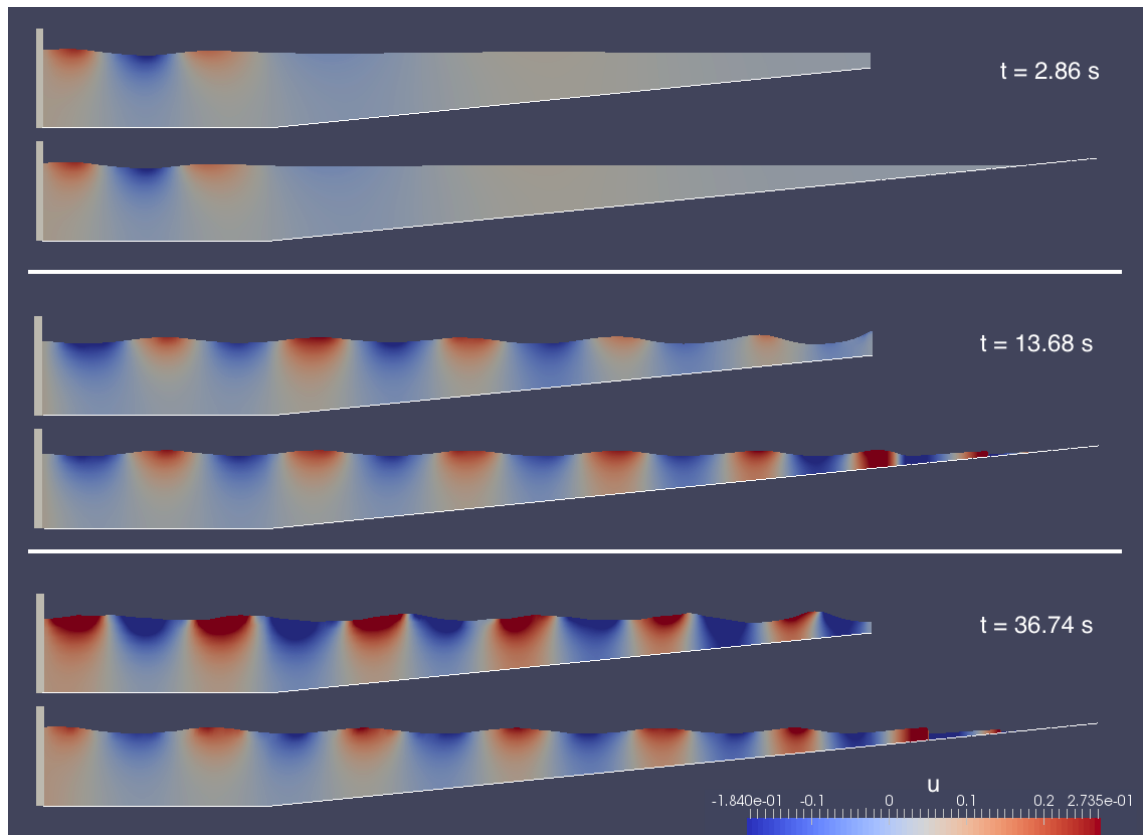 t = 2.86 s
t = 13.68 s
t = 36.74 s
u
-1.840e-01 -0.1 0 0.1 0.2 2.735e-01